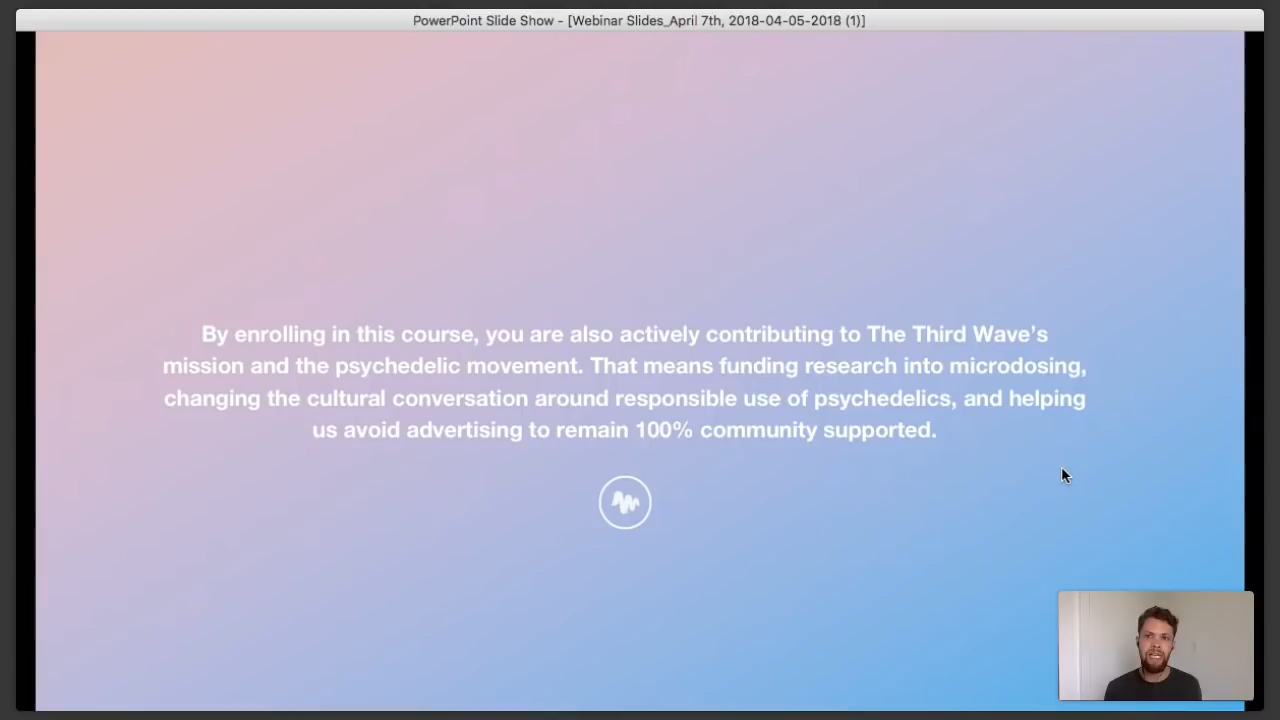 PowerPoint Slide Show - [Webinar Slides_April 7th, 2018-04-05-2018 (1)]
By enrolling in this course, you are also actively contributing to The Third Wave's
mission and the psychedelic movement. That means funding research into microdosing,
changing the cultural conversation around responsible use of psychedelics, and helping
us avoid advertising to remain 100% community supported.